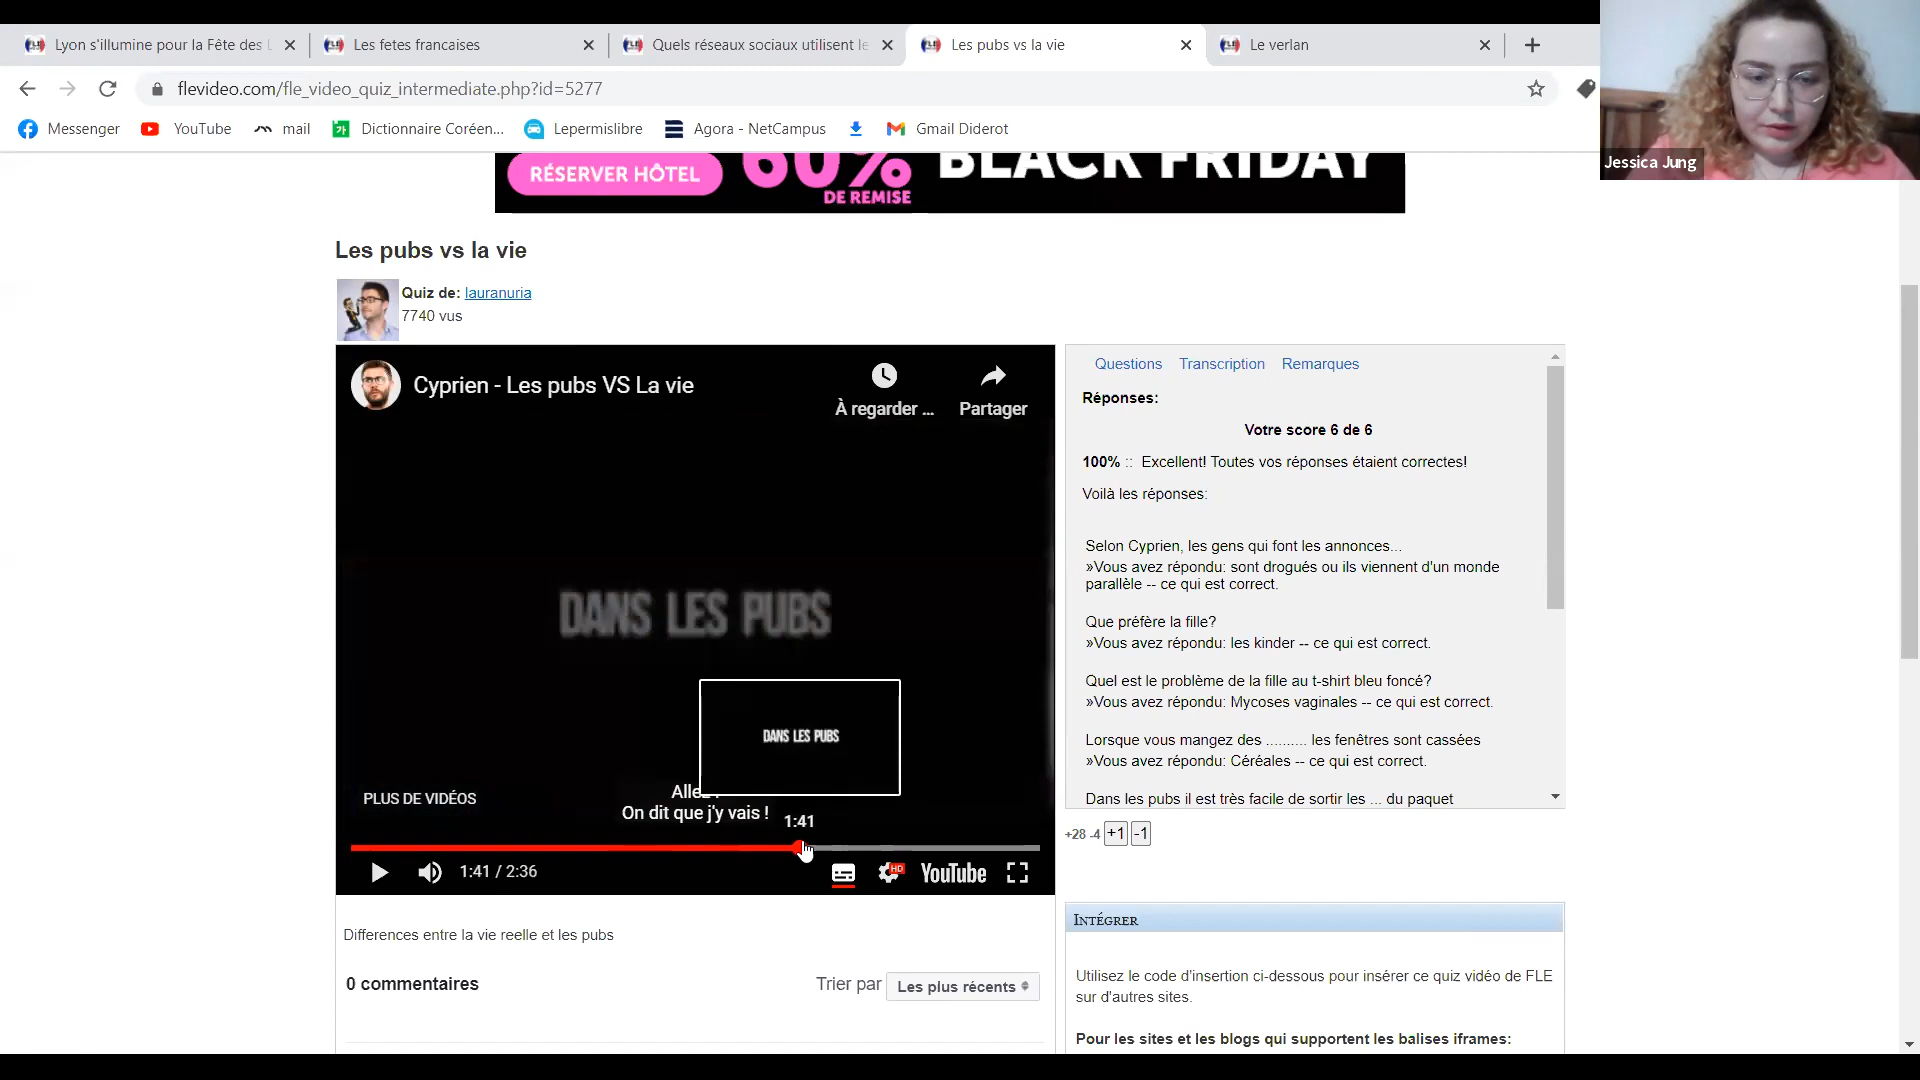 Lyon s'illumine pour la Fête des
Les fetes francaises
Quels réseaux sociaux utilisent le
Les pubs vs la vie
Le verlan
flevideo.com/fle_video_quiz_intermediate.php?id=5277
Messenger
YouTube
mail
Dictionnaire Coréen...
Lepermislibre
Agora - NetCampus
Gmail Diderot
Jessica Jung
RÉSERVER HÔTEL
60%
DE REMISE
BLACK FRIDAY
Les pubs vs la vie
Quiz de: lauranuria
7740 vus
Cyprien - Les pubs VS La vie
À regarder ...
Partager
DANS LES PUBS
DANS LES PUBS
PLUS DE VIDÉOS
On dit que j'y vais !
1:41
1:41 / 2:36
HD
YouTube
Differences entre la vie reelle et les pubs
0 commentaires
Trier par
Les plus récents
Questions
Transcription
Remarques
Réponses:
Votre score 6 de 6
100% :: Excellent! Toutes vos réponses étaient correctes!
Voilà les réponses:
Selon Cyprien, les gens qui font les annonces...
»Vous avez répondu: sont drogués ou ils viennent d'un monde
parallèle -- ce qui est correct.
Que préfère la fille?
»Vous avez répondu: les kinder -- ce qui est correct.
Quel est le problème de la fille au t-shirt bleu foncé?
»Vous avez répondu: Mycoses vaginales -- ce qui est correct.
Lorsque vous mangez des .......... les fenêtres sont cassées
»Vous avez répondu: Céréales -- ce qui est correct.
Dans les pubs il est très facile de sortir les ... du paquet
+28 -4 +1 -1
INTÉGRER
Utilisez le code d'insertion ci-dessous pour insérer ce quiz vidéo de FLE
sur d'autres sites.
Pour les sites et les blogs qui supportent les balises iframes: